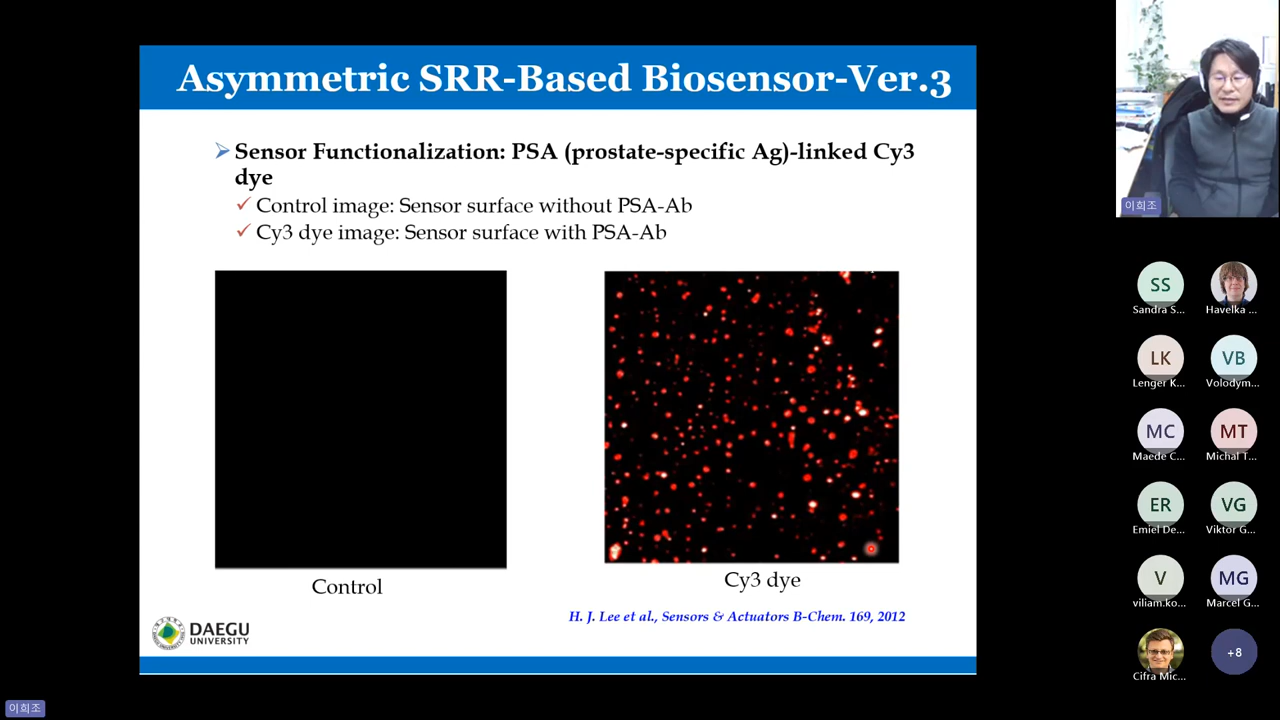 Asymmetric SRR-Based Biosensor-Ver.3
Sensor Functionalization: PSA (prostate-specific Ag)-linked Cy3
dye
Control image: Sensor surface without PSA-Ab
Cy3 dye image: Sensor surface with PSA-Ab
Control
Cy3 dye
H. J. Lee et al., Sensors & Actuators B-Chem. 169, 2012
DAEGU
UNIVERSITY
이희조
SS
Sandra S...
Havelka ...
LK
Lenger K...
VB
Volodym...
MC
Maede C...
MT
Michal T...
ER
Emiel De...
VG
Viktor G...
V
viliam.ko...
MG
Marcel G...
Cifra Mic...
+8
이희조